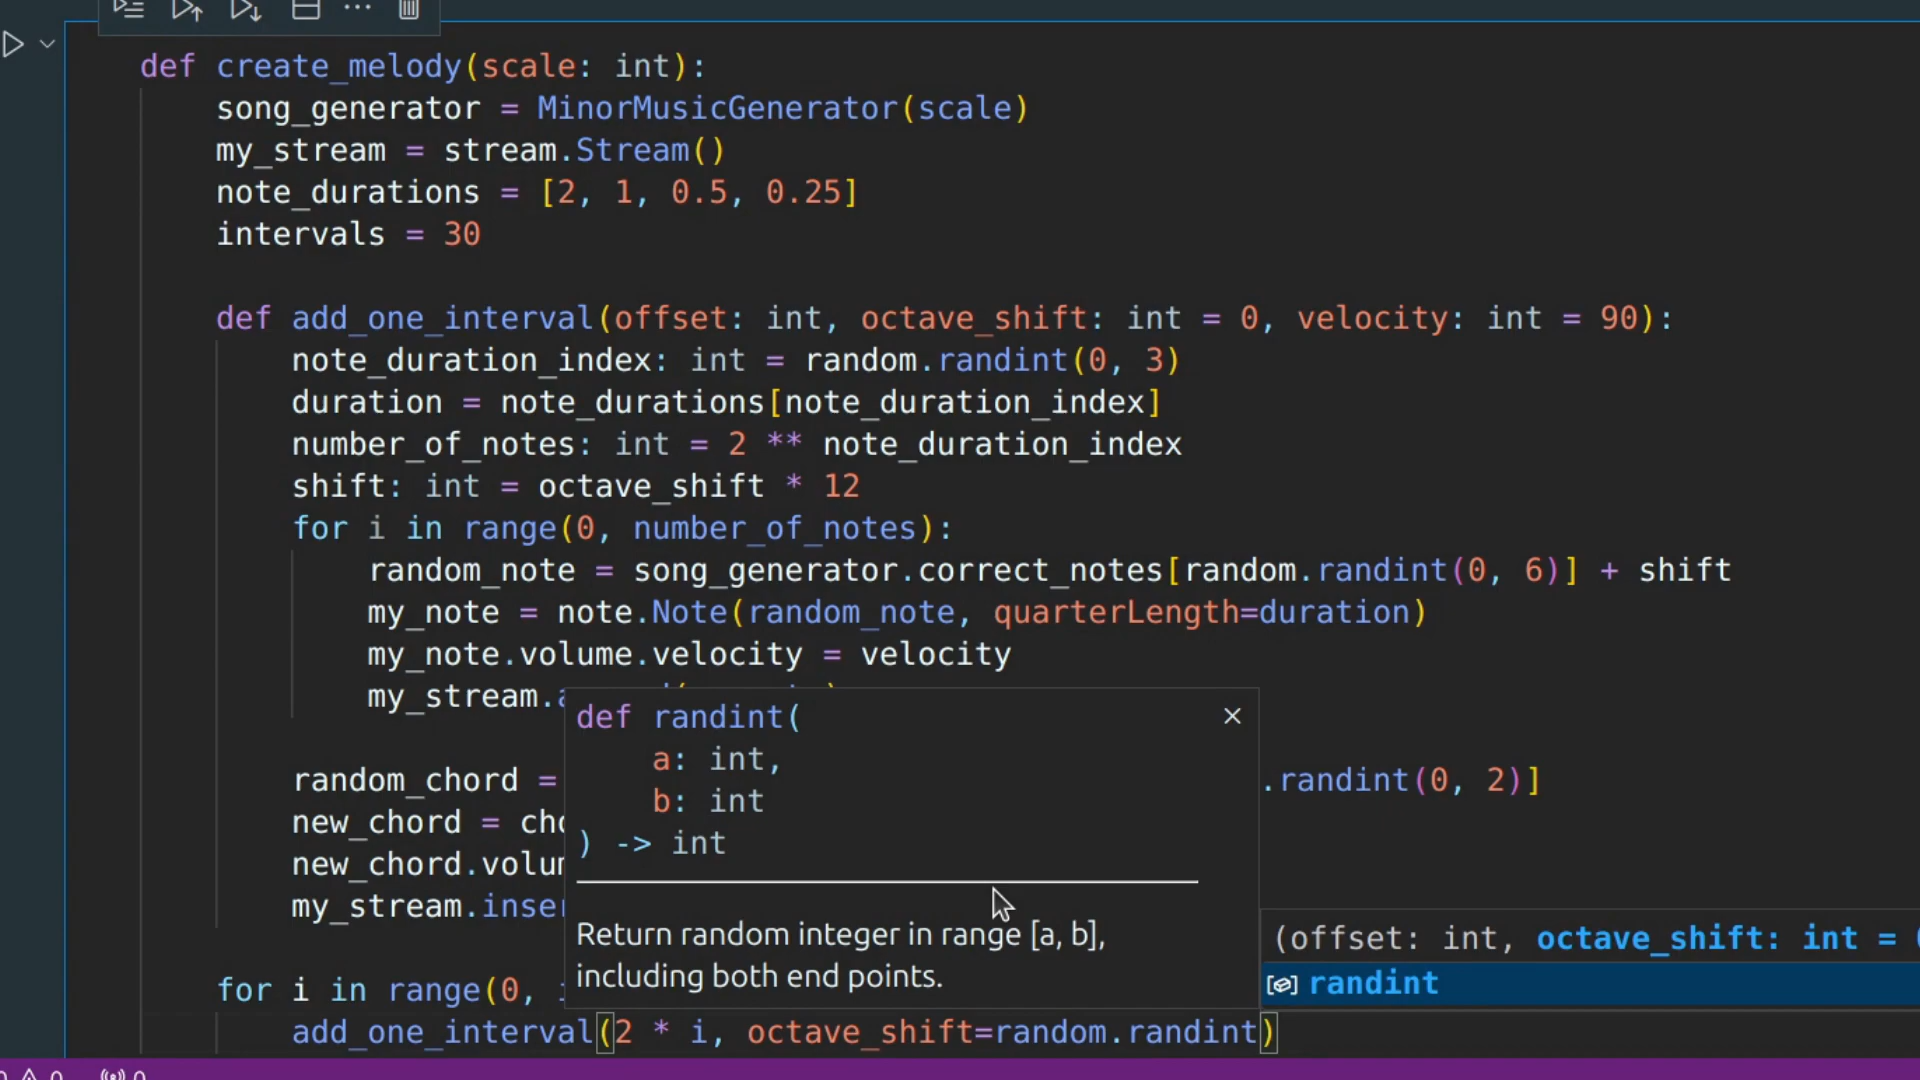 def create_melody(scale: int):
song_generator = MinorMusicGenerator(scale)
my_stream = stream.Stream()
note_durations = [2, 1, 0.5, 0.25]
intervals = 30
def add_one_interval(offset: int, octave_shift: int = 0, velocity: int = 90):
note_duration_index: int = random.randint(0, 3)
duration = note_durations[note_duration_index]
number_of_notes: int = 2 ** note_duration_index
shift: int = octave_shift * 12
for i in range(0, number_of_notes):
random_note = song_generator.correct_notes[random.randint(0, 6)] + shift
my_note = note.Note(random_note, quarterLength=duration)
my_note.volume.velocity = velocity
my_stream.
def randint(
a: int,
b: int
) -> int
Return random integer in range [a, b],
including both end points.
random_chord = .randint(0, 2)]
new_chord =
new_chord.
my_stream.
(offset: int, octave_shift: int =
randint
for i in range(0,
add_one_interval(2 * i, octave_shift=random.randint)